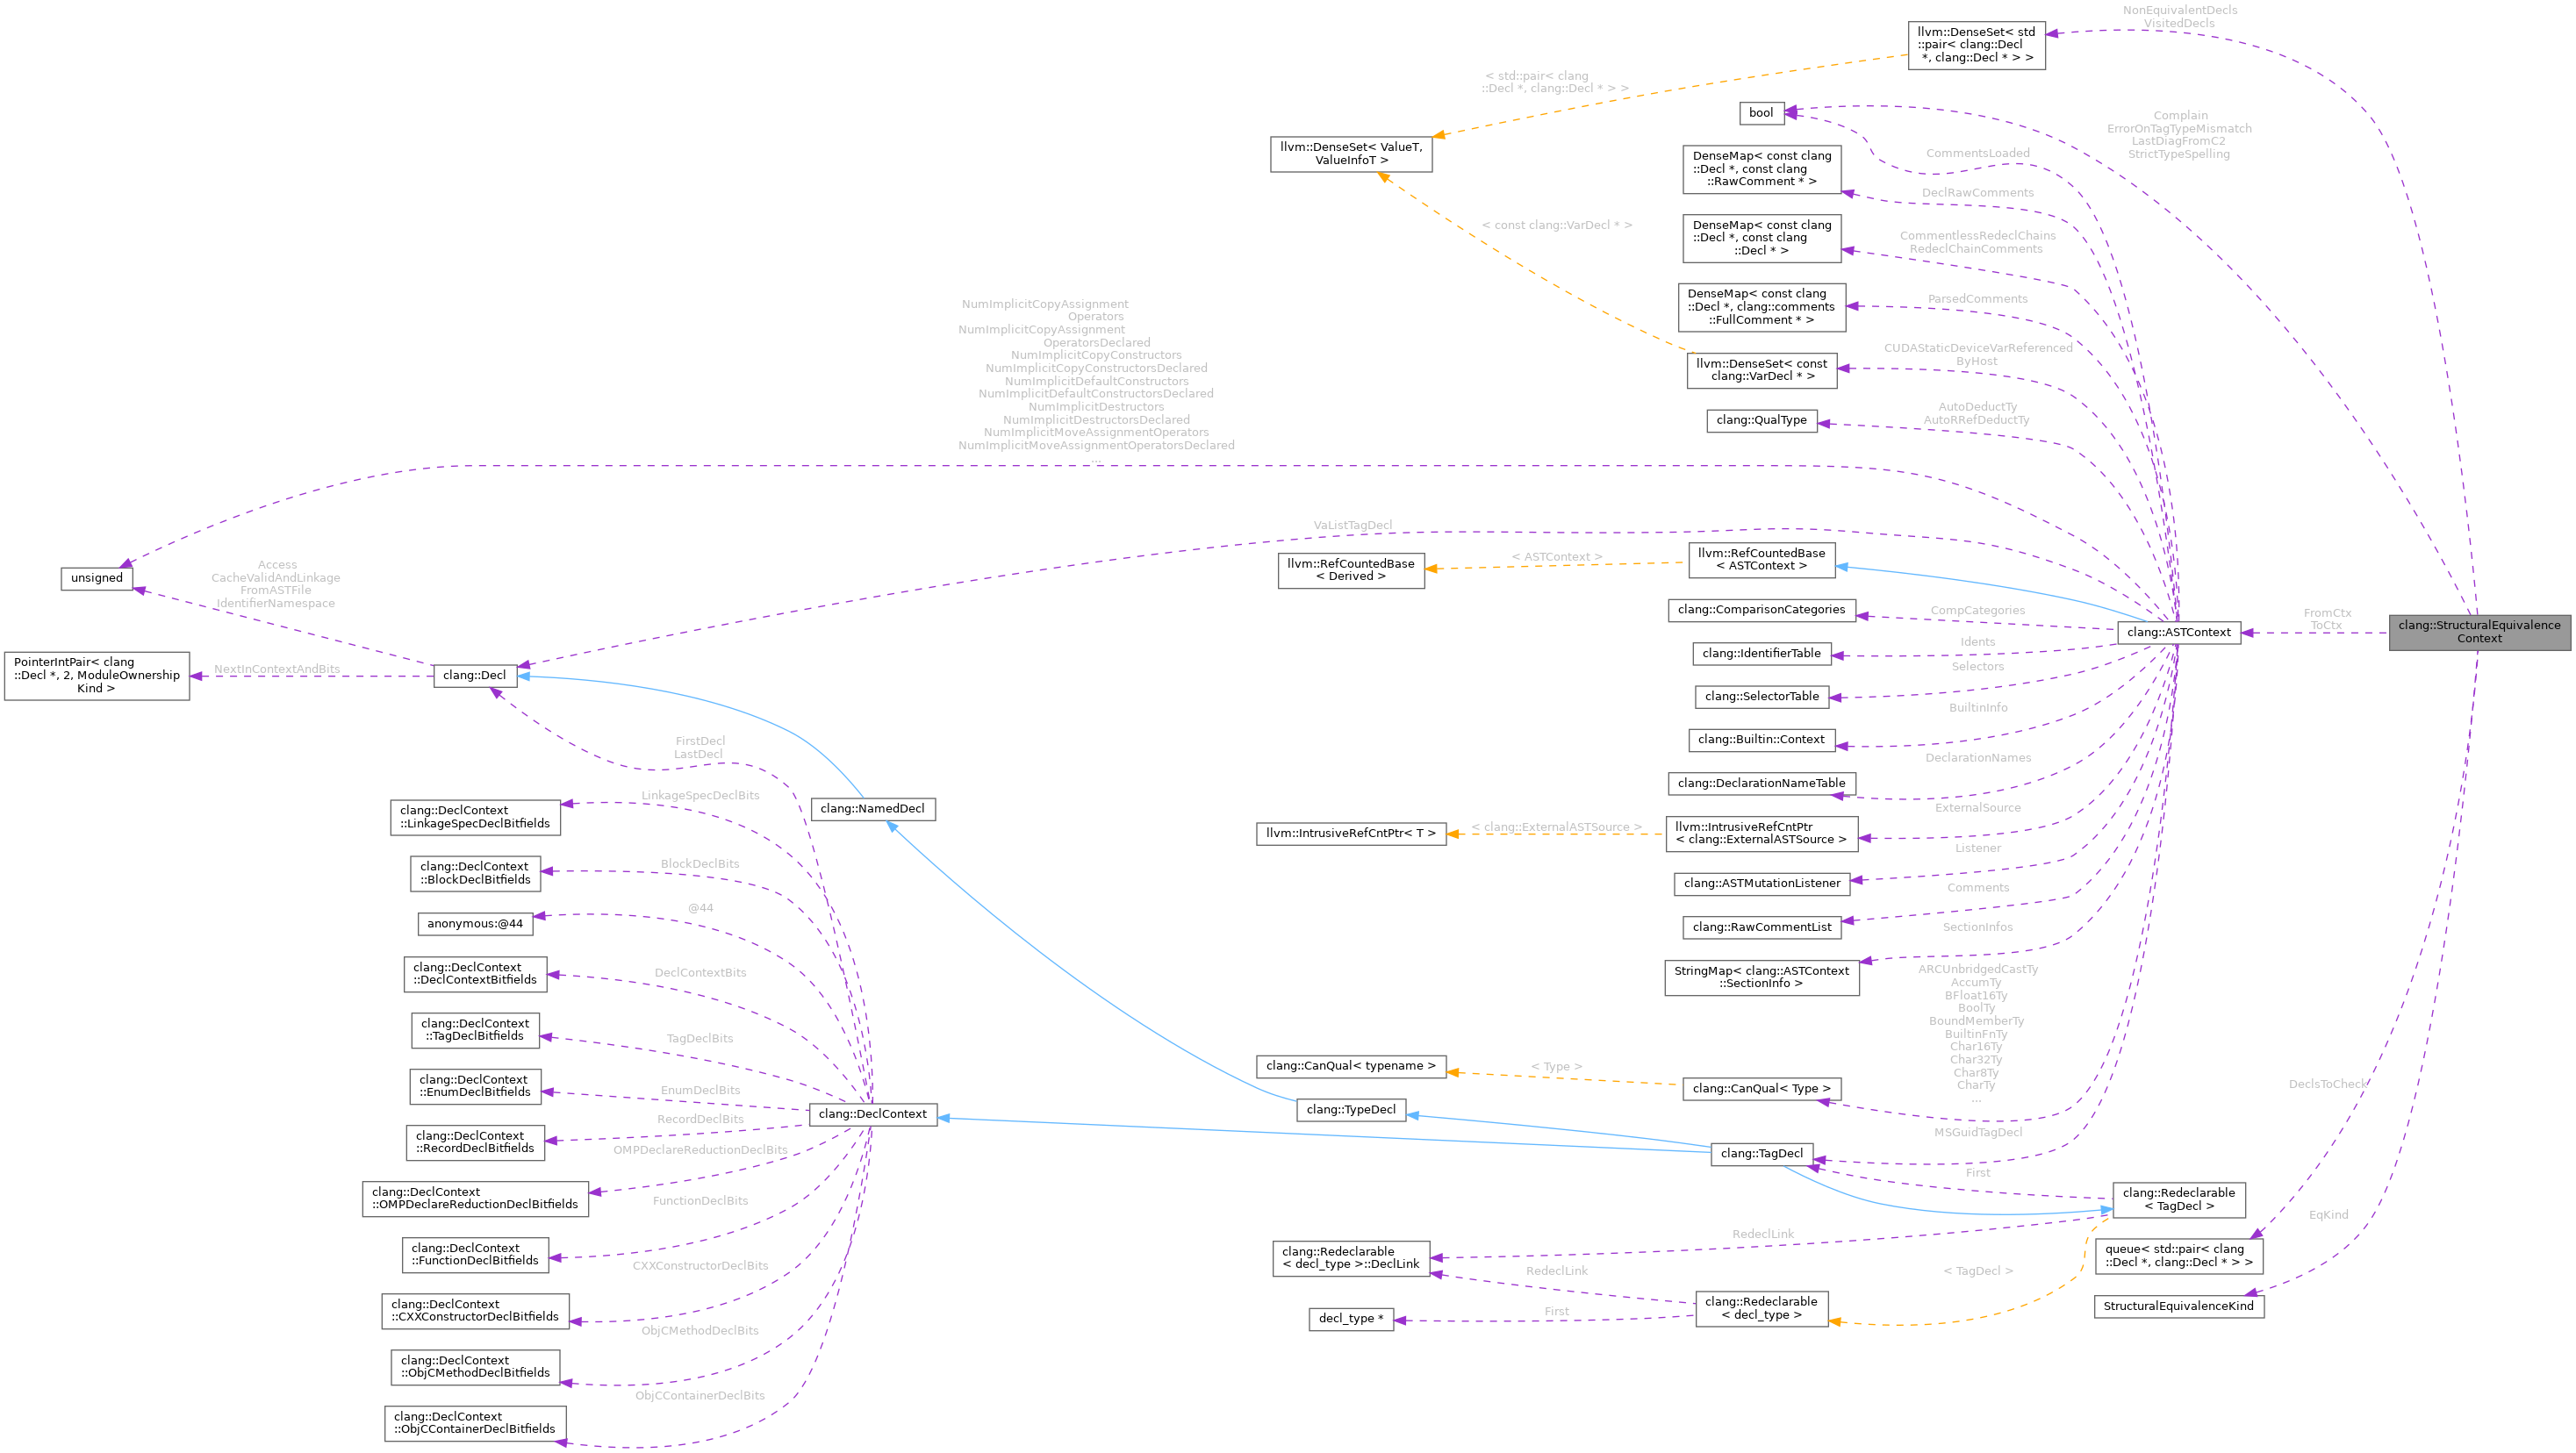 NonEquivalentDecls
VisitedDecls
llvm::DenseSet< std
::pair< clang::Decl
*, clang::Decl * > >
< std::pair< clang
::Decl *, clang::Decl * > >
bool
Complain
ErrorOnTagTypeMismatch
LastDiagFromC2
StrictTypeSpelling
llvm::DenseSet< ValueT,
ValueInfoT >
CommentsLoaded
DenseMap< const clang
::Decl *, const clang
::RawComment * >
DeclRawComments
DenseMap< const clang
::Decl *, const clang
::Decl * >
< const clang::VarDecl * >
CommentlessRedeclChains
RedeclChainComments
DenseMap< const clang
::Decl *, clang::comments
::FullComment * >
ParsedComments
NumImplicitCopyAssignment
Operators
NumImplicitCopyAssignment
OperatorsDeclared
NumImplicitCopyConstructors
NumImplicitCopyConstructorsDeclared
NumImplicitDefaultConstructors
NumImplicitDefaultConstructorsDeclared
NumImplicitDestructors
NumImplicitDestructorsDeclared
NumImplicitMoveAssignmentOperators
NumImplicitMoveAssignmentOperatorsDeclared
...
llvm::DenseSet< const
clang::VarDecl * >
CUDAStaticDeviceVarReferenced
ByHost
clang::QualType
AutoDeductTy
AutoRRefDeductTy
VaListTagDecl
unsigned
Access
CacheValidAndLinkage
FromASTFile
IdentifierNamespace
llvm::RefCountedBase
< Derived >
< ASTContext >
llvm::RefCountedBase
< ASTContext >
clang::ComparisonCategories
CompCategories
clang::ASTContext
FromCtx
ToCtx
clang::StructuralEquivalence
Context
clang::IdentifierTable
Idents
PointerIntPair< clang
::Decl *, 2, ModuleOwnership
Kind >
NextInContextAndBits
clang::Decl
clang::SelectorTable
Selectors
clang::Builtin::Context
BuiltinInfo
FirstDecl
LastDecl
clang::DeclarationNameTable
DeclarationNames
clang::DeclContext
::LinkageSpecDeclBitfields
LinkageSpecDeclBits
clang::NamedDecl
llvm::IntrusiveRefCntPtr< T >
< clang::ExternalASTSource >
llvm::IntrusiveRefCntPtr
< clang::ExternalASTSource >
ExternalSource
clang::DeclContext
::BlockDeclBitfields
BlockDeclBits
clang::ASTMutationListener
Listener
anonymous:@44
@44
clang::RawCommentList
Comments
clang::DeclContext
::DeclContextBitfields
DeclContextBits
StringMap< clang::ASTContext
::SectionInfo >
SectionInfos
clang::DeclContext
::TagDeclBitfields
TagDeclBits
ARCUnbridgedCastTy
AccumTy
BFloat16Ty
BoolTy
BoundMemberTy
BuiltinFnTy
Char16Ty
Char32Ty
Char8Ty
CharTy
...
clang::CanQual< typename >
< Type >
clang::CanQual< Type >
DeclsToCheck
clang::DeclContext
::EnumDeclBitfields
EnumDeclBits
clang::DeclContext
clang::TypeDecl
clang::DeclContext
::RecordDeclBitfields
RecordDeclBits
MSGuidTagDecl
clang::TagDecl
First
OMPDeclareReductionDeclBits
clang::DeclContext
::OMPDeclareReductionDeclBitfields
clang::Redeclarable
< TagDecl >
FunctionDeclBits
EqKind
clang::DeclContext
::FunctionDeclBitfields
clang::Redeclarable
< decl_type >::DeclLink
RedeclLink
queue< std::pair< clang
::Decl *, clang::Decl * > >
CXXConstructorDeclBits
RedeclLink
< TagDecl >
clang::DeclContext
::CXXConstructorDeclBitfields
decl_type *
First
clang::Redeclarable
< decl_type >
StructuralEquivalenceKind
ObjCMethodDeclBits
clang::DeclContext
::ObjCMethodDeclBitfields
ObjCContainerDeclBits
clang::DeclContext
::ObjCContainerDeclBitfields